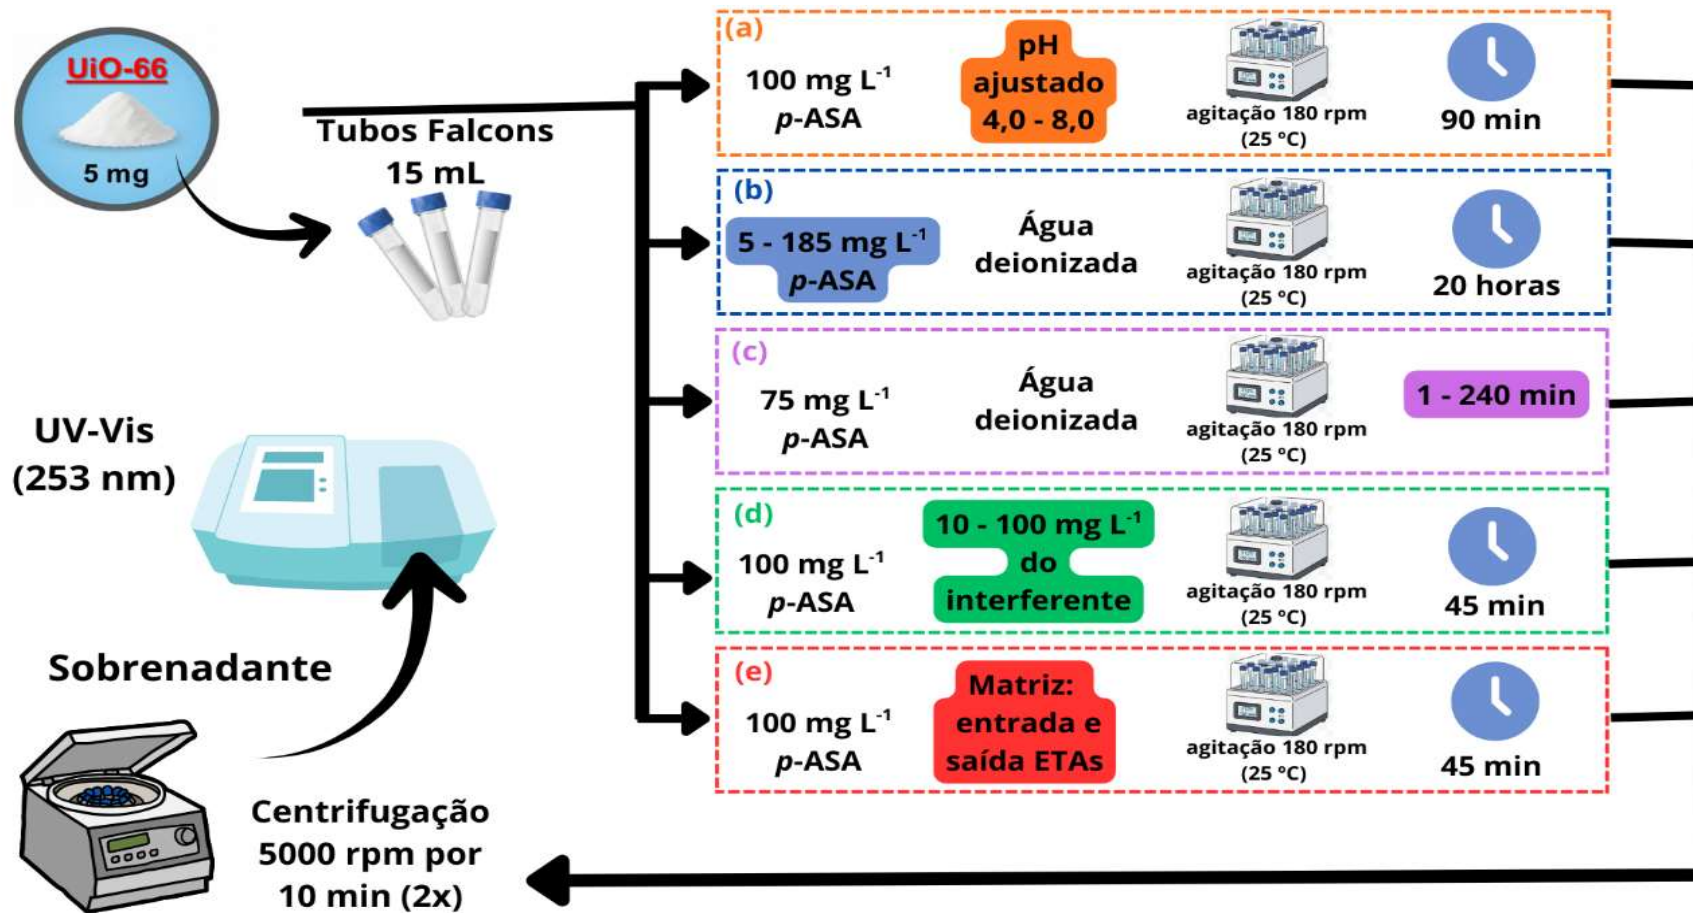 UiO-66
5 mg
Tubos Falcons
15 mL
(a)
100 mg L⁻¹
p-ASA
pH
ajustado
4,0 - 8,0
agitação 180 rpm
(25 °C)
90 min
(b)
5 - 185 mg L⁻¹
p-ASA
Água
deionizada
agitação 180 rpm
(25 °C)
20 horas
(c)
75 mg L⁻¹
p-ASA
Água
deionizada
agitação 180 rpm
(25 °C)
1 - 240 min
(d)
100 mg L⁻¹
p-ASA
10 - 100 mg L⁻¹
do
interferente
agitação 180 rpm
(25 °C)
45 min
(e)
100 mg L⁻¹
p-ASA
Matriz:
entrada e
saída ETAs
agitação 180 rpm
(25 °C)
45 min
Centrifugação
5000 rpm por
10 min (2x)
Sobrenadante
UV-Vis
(253 nm)